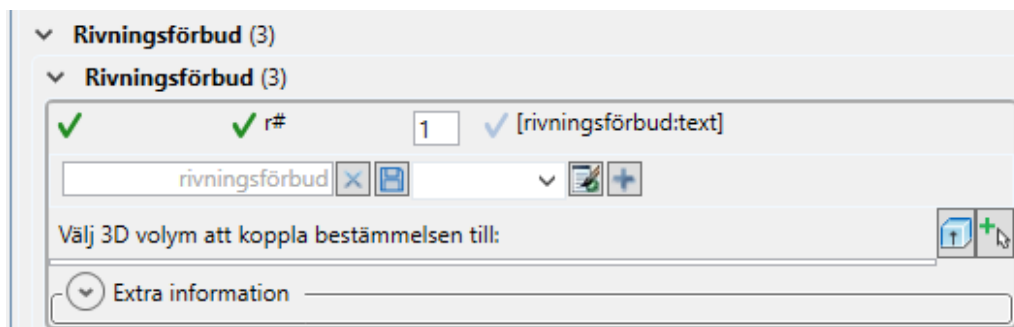 Rivningsförbud (3)
Rivningsförbud (3)
r# 1 [rivningsförbud:text]
rivningsförbud
Välj 3D volym att koppla bestämmelsen till:
Extra information